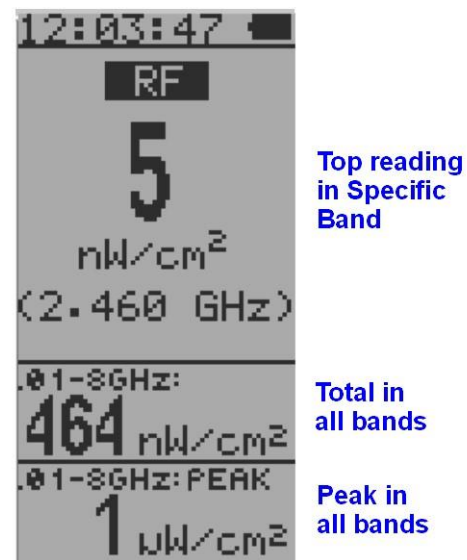 12:03:47
RF
5
nW/cm²
(2.460 GHz)
Top reading
in Specific
Band
.01-8GHz:
464 nW/cm²
Total in
all bands
.01-8GHz:PEAK
1 uW/cm²
Peak in
all bands